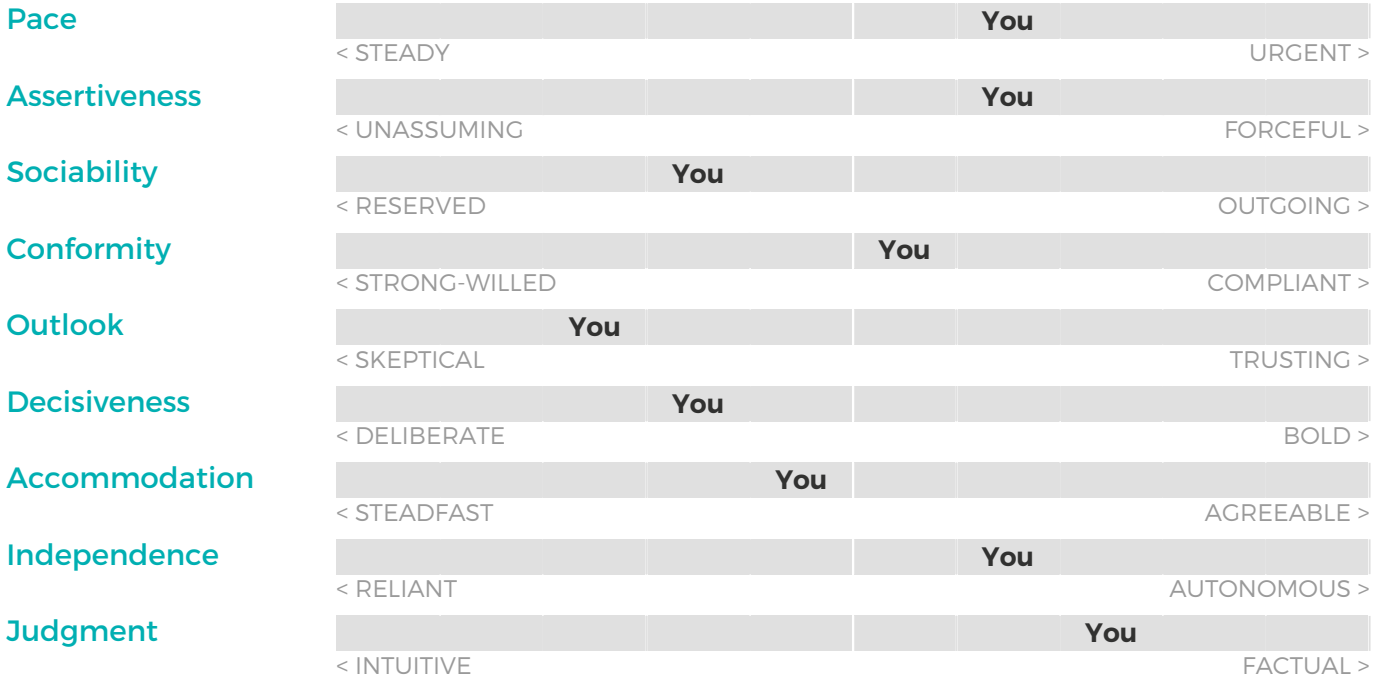 Pace You
< STEADY URGENT >
Assertiveness You
< UNASSUMING FORCEFUL >
Sociability You
< RESERVED OUTGOING >
Conformity You
< STRONG-WILLED COMPLIANT >
Outlook You
< SKEPTICAL TRUSTING >
Decisiveness You
< DELIBERATE BOLD >
Accommodation You
< STEADFAST AGREEABLE >
Independence You
< RELIANT AUTONOMOUS >
Judgment You
< INTUITIVE FACTUAL >